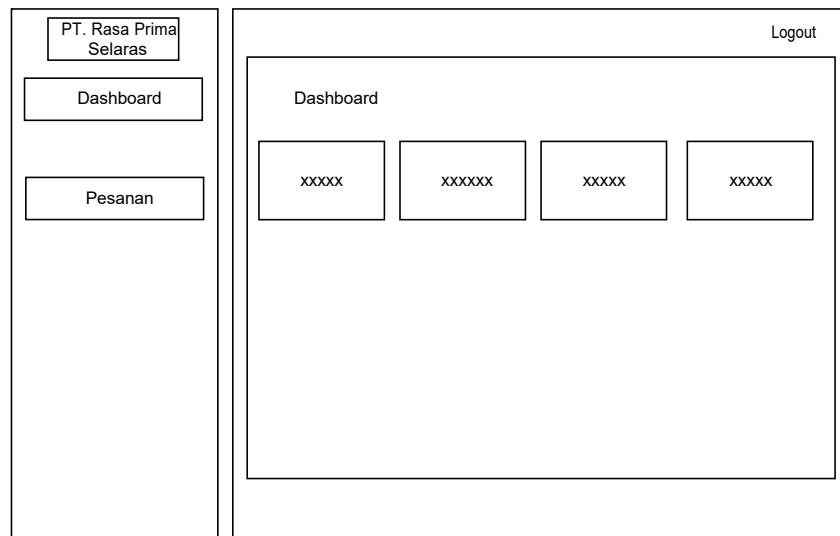 PT. Rasa Prima
Selaras
Dashboard
Pesanan
Logout
Dashboard
xxxxx
xxxxxx
xxxxx
xxxxx